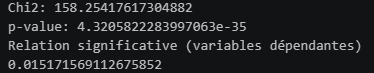 Chi2: 158.25417617304882
p-value: 4.3205822283997063e-35
Relation significative (variables dépendantes)
0.015171569112675852